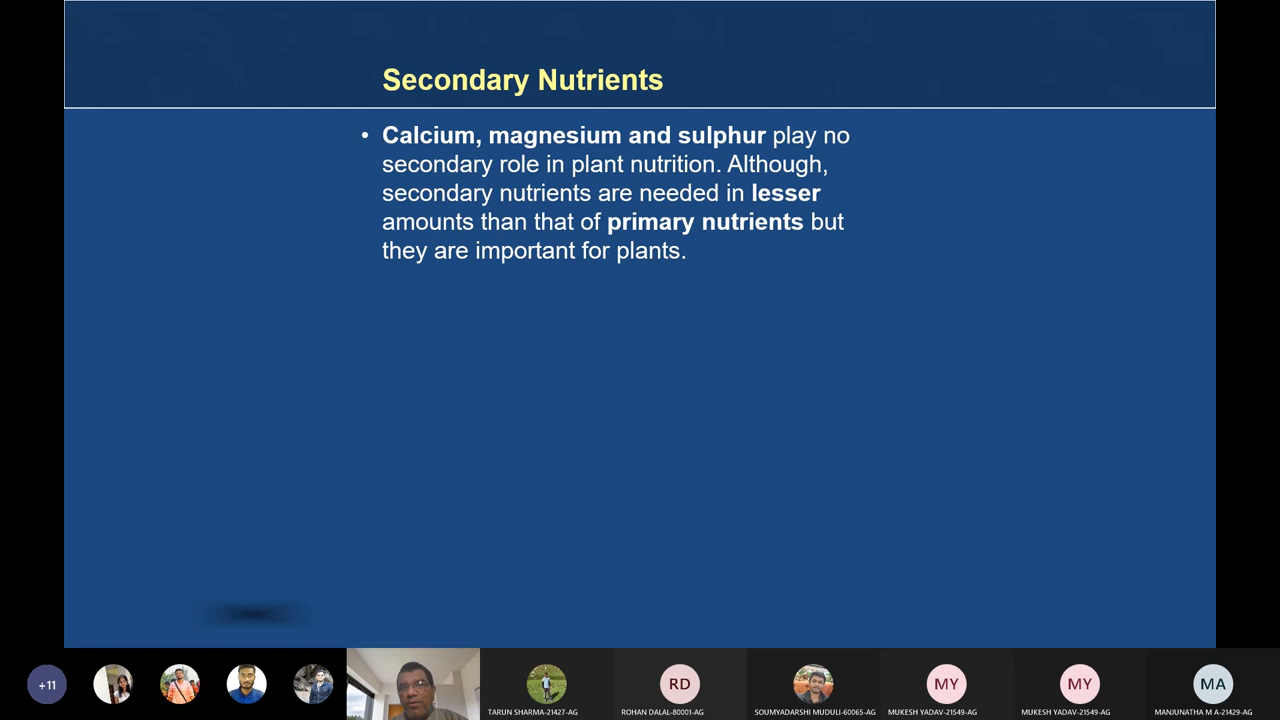 Secondary Nutrients
• Calcium, magnesium and sulphur play no
secondary role in plant nutrition. Although,
secondary nutrients are needed in lesser
amounts than that of primary nutrients but
they are important for plants.
+11
TARUN SHARMA-21427-AG
RD
ROHAN DALAL-80001-AG
SOUMYADARSHI MUDULI-60065-AG
MY
MUKESH YADAV-21549-AG
MY
MUKESH YADAV-21549-AG
MA
MANJUNATHA M A-21429-AG